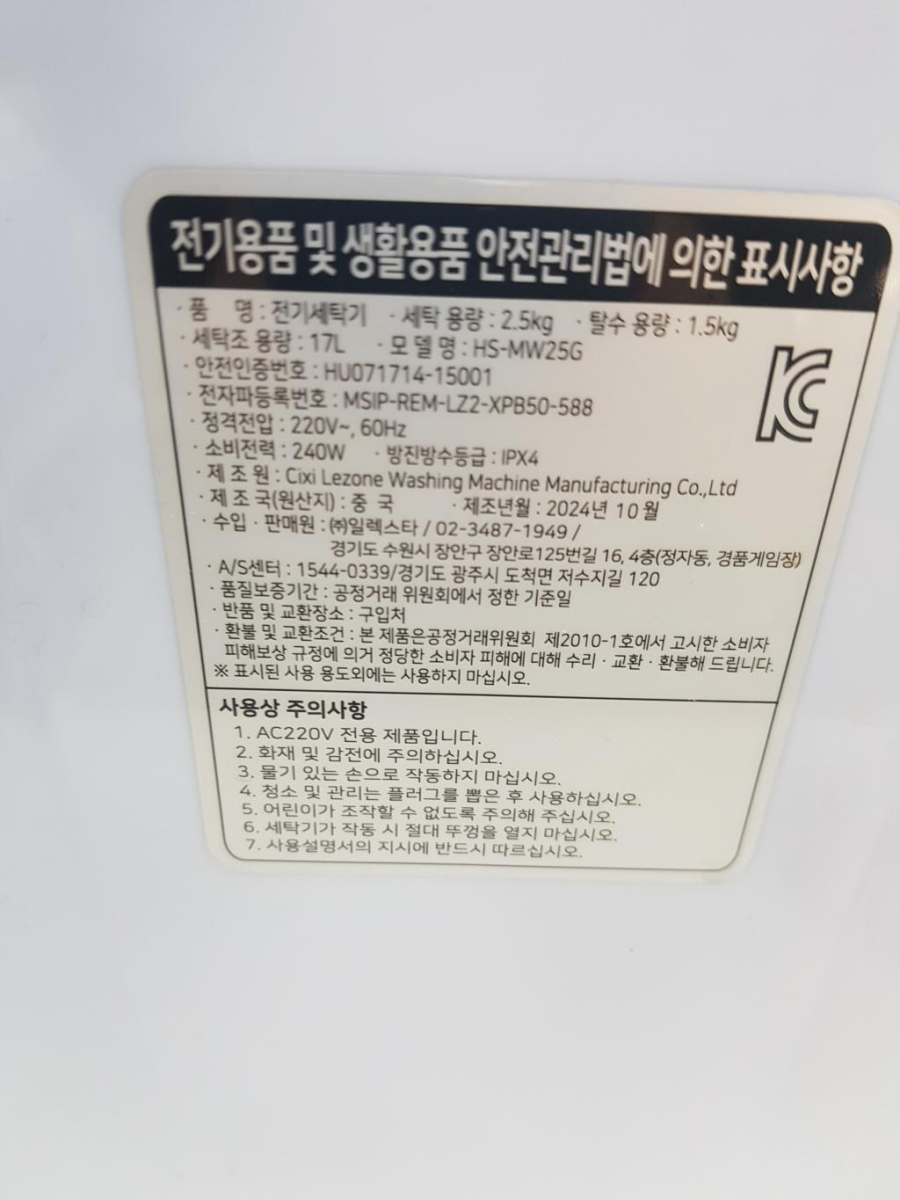 전기용품 및 생활용품 안전관리법에 의한 표시사항
· 품 명 : 전기세탁기 · 세탁 용량 : 2.5kg · 탈수 용량 : 1.5kg
· 세탁조 용량 : 17L · 모 델 명 : HS-MW25G
· 안전인증번호 : HU071714-15001
· 전자파등록번호 : MSIP-REM-LZ2-XPB50-588
· 정격전압 : 220V~, 60Hz
· 소비전력 : 240W · 방진방수등급 : IPX4
· 제 조 원 : Cixi Lezone Washing Machine Manufacturing Co.,Ltd
· 제 조 국(원산지) : 중 국 · 제조년월 : 2024년 10월
· 수입 · 판매원 : ㈜일렉스타 / 02-3487-1949 /
경기도 수원시 장안구 장안로125번길 16, 4층(정자동, 경품게임장)
· A/S센터 : 1544-0339/경기도 광주시 도척면 저수지길 120
· 품질보증기간 : 공정거래 위원회에서 정한 기준일
· 반품 및 교환장소 : 구입처
· 환불 및 교환조건 : 본 제품은공정거래위원회 제2010-1호에서 고시한 소비자
피해보상 규정에 의거 정당한 소비자 피해에 대해 수리 · 교환 · 환불해 드립니다.
※ 표시된 사용 용도외에는 사용하지 마십시오.
사용상 주의사항
1. AC220V 전용 제품입니다.
2. 화재 및 감전에 주의하십시오.
3. 물기 있는 손으로 작동하지 마십시오.
4. 청소 및 관리는 플러그를 뽑은 후 사용하십시오.
5. 어린이가 조작할 수 없도록 주의해 주십시오.
6. 세탁기가 작동 시 절대 뚜껑을 열지 마십시오.
7. 사용설명서의 지시에 반드시 따르십시오.